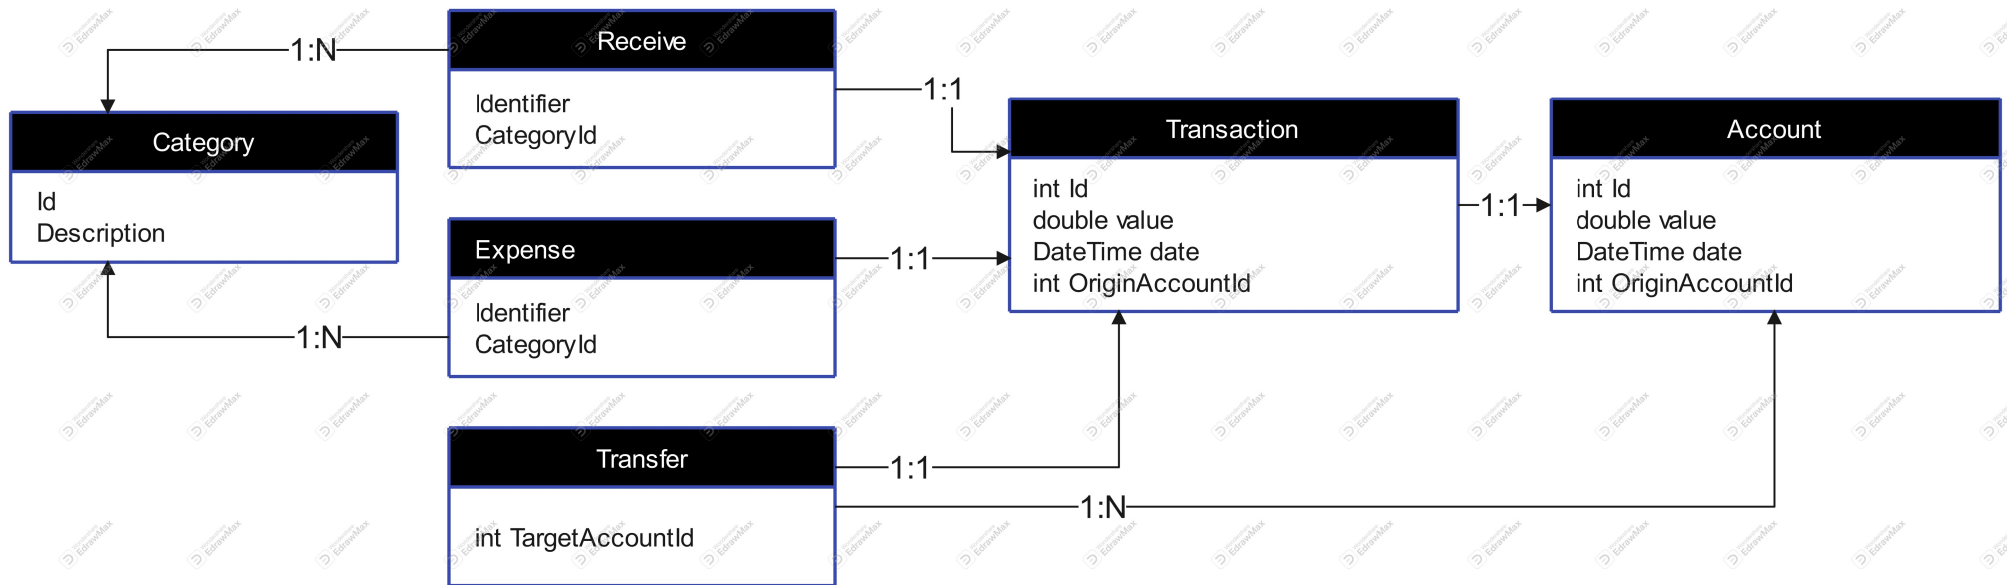 Receive
Identifier
CategoryId
1:N
1:1
Category
Id
Description
Transaction
int Id
double value
DateTime date
int OriginAccountId
1:1
Account
int Id
double value
DateTime date
int OriginAccountId
Expense
Identifier
CategoryId
1:1
1:N
Transfer
int TargetAccountId
1:1
1:N
Wondershare
EdrawMax